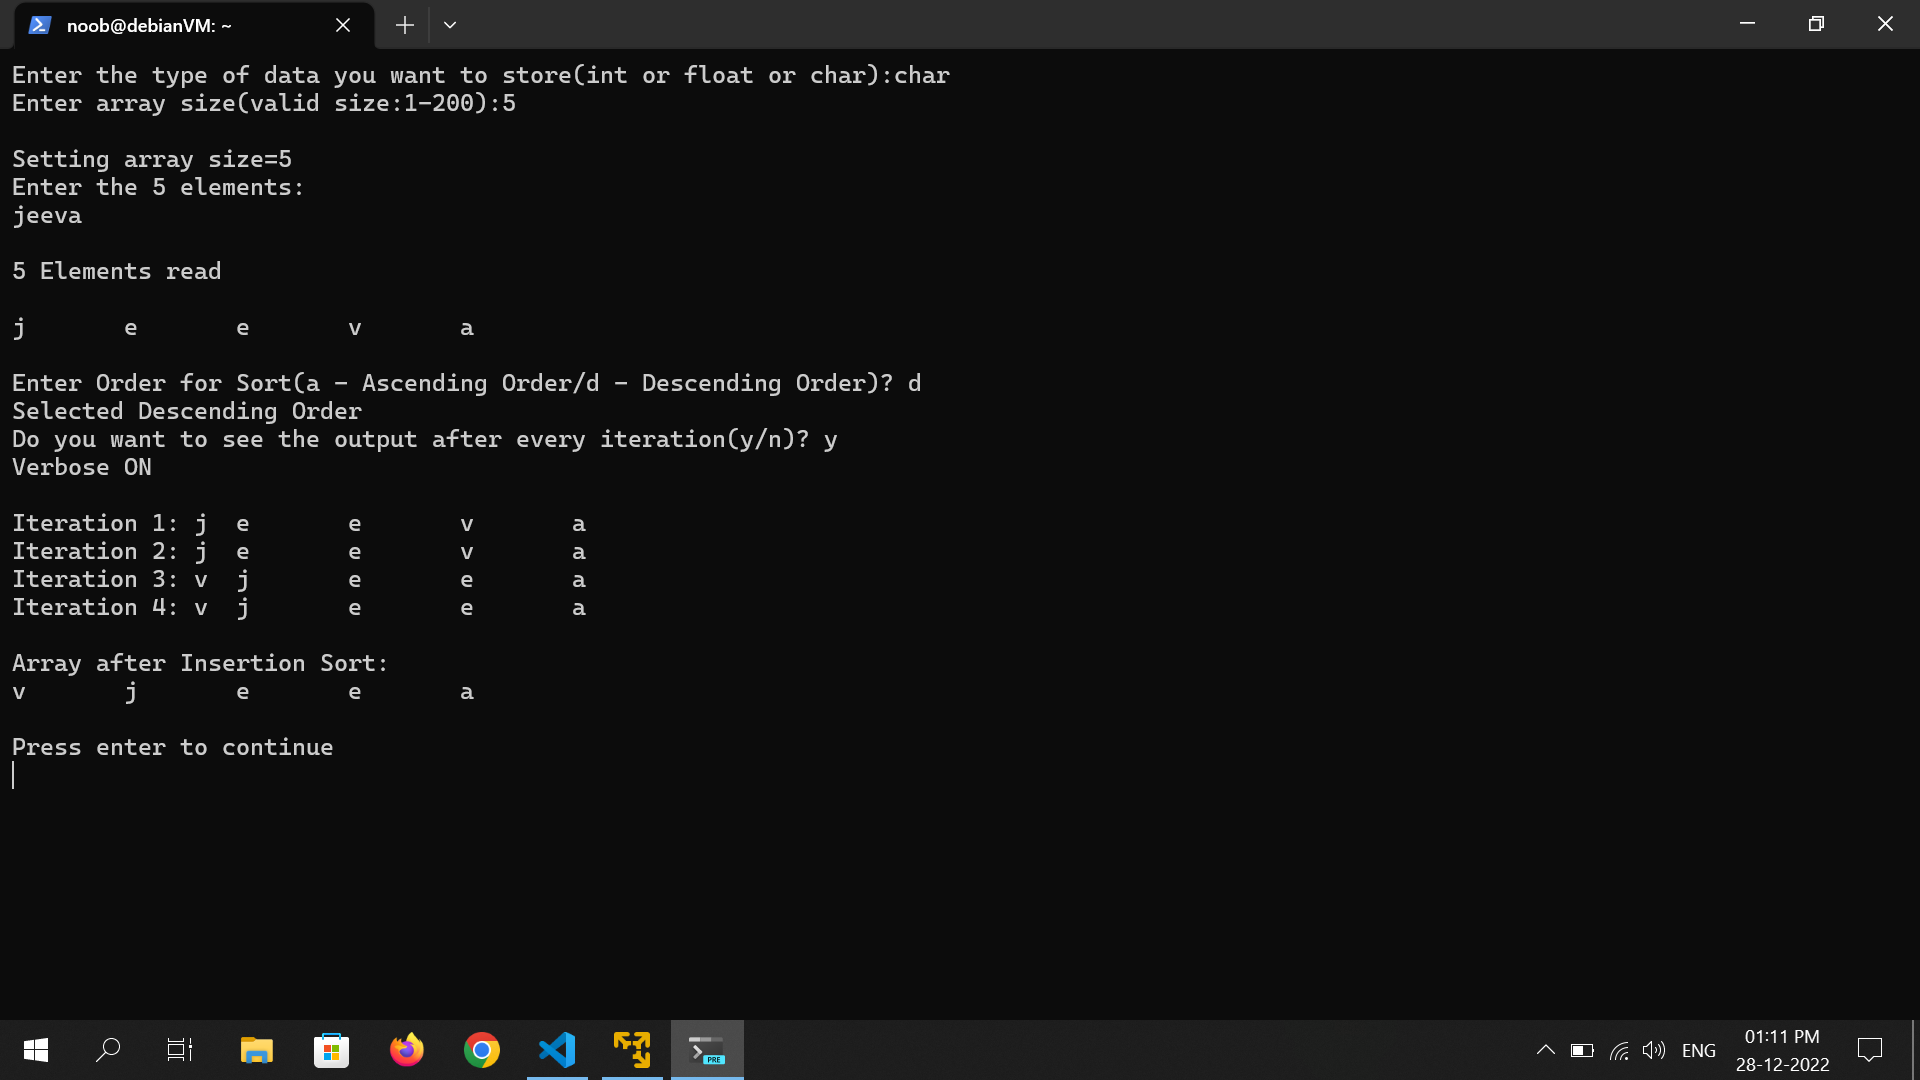 noob@debianVM: ~
Enter the type of data you want to store(int or float or char):char
Enter array size(valid size:1-200):5
Setting array size=5
Enter the 5 elements:
jeeva
5 Elements read
j e e v a
Enter Order for Sort(a - Ascending Order/d - Descending Order)? d
Selected Descending Order
Do you want to see the output after every iteration(y/n)? y
Verbose ON
Iteration 1: j e e v a
Iteration 2: j e e v a
Iteration 3: v j e e a
Iteration 4: v j e e a
Array after Insertion Sort:
v j e e a
Press enter to continue
PRE
ENG
01:11 PM
28-12-2022